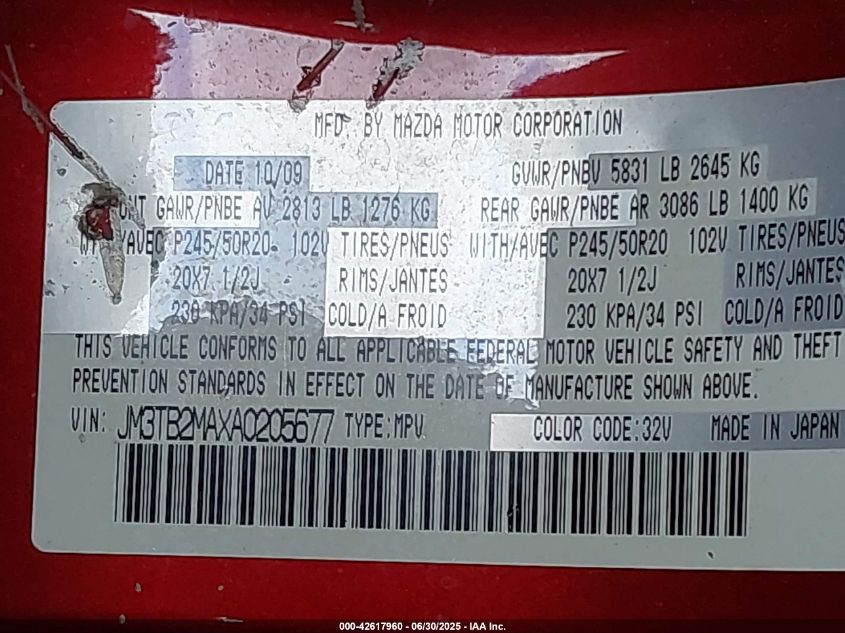 MFD. BY MAZDA MOTOR CORPORATION
DATE 10/09 GVWR/PNBV 5831 LB 2645 KG
GAWR/PNBE AV 2813 LB 1276 KG REAR GAWR/PNBE AR 3086 LB 1400 KG
WITH/AVEC P245/50R20 102V TIRES/PNEUS WITH/AVEC P245/50R20 102V TIRES/PNEUS
20X7 1/2J RIMS/JANTES 20X7 1/2J RIMS/JANTES
230 KPA/34 PSI COLD/A FROID 230 KPA/34 PSI COLD/A FROID
THIS VEHICLE CONFORMS TO ALL APPLICABLE FEDERAL MOTOR VEHICLE SAFETY AND THEFT
PREVENTION STANDARDS IN EFFECT ON THE DATE OF MANUFACTURE SHOWN ABOVE.
VIN: JM3TB2MAXA0205677 TYPE:MPV COLOR CODE:32V MADE IN JAPAN
000-42617960 - 06/30/2025 - IAA Inc.